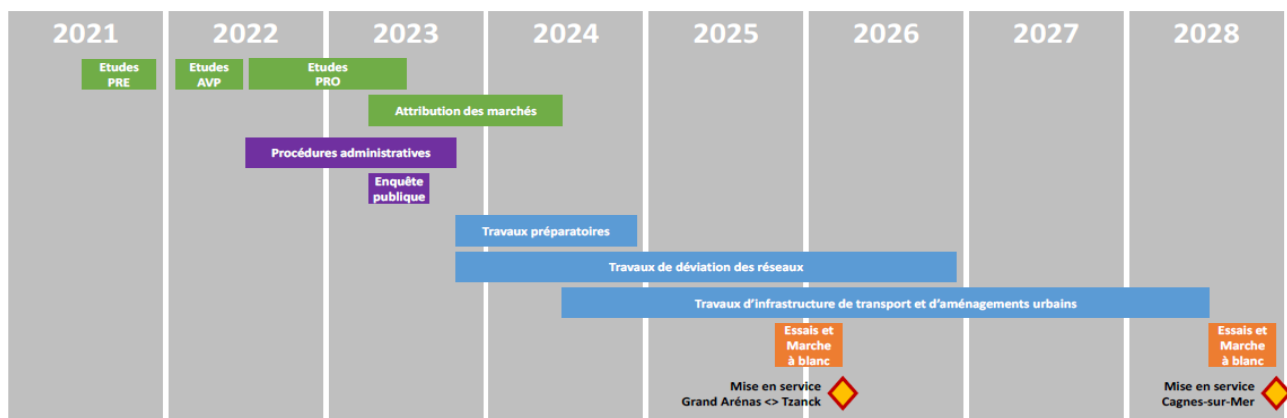 2021 2022 2023 2024 2025 2026 2027 2028
Etudes
PRE
Etudes
AVP
Etudes
PRO
Attribution des marchés
Procédures administratives
Enquête
publique
Travaux préparatoires
Travaux de déviation des réseaux
Travaux d'infrastructure de transport et d'aménagements urbains
Essais et
Marche
à blanc
Essais et
Marche
à blanc
Mise en service
Grand Arénas <> Tzanck
Mise en service
Cagnes-sur-Mer